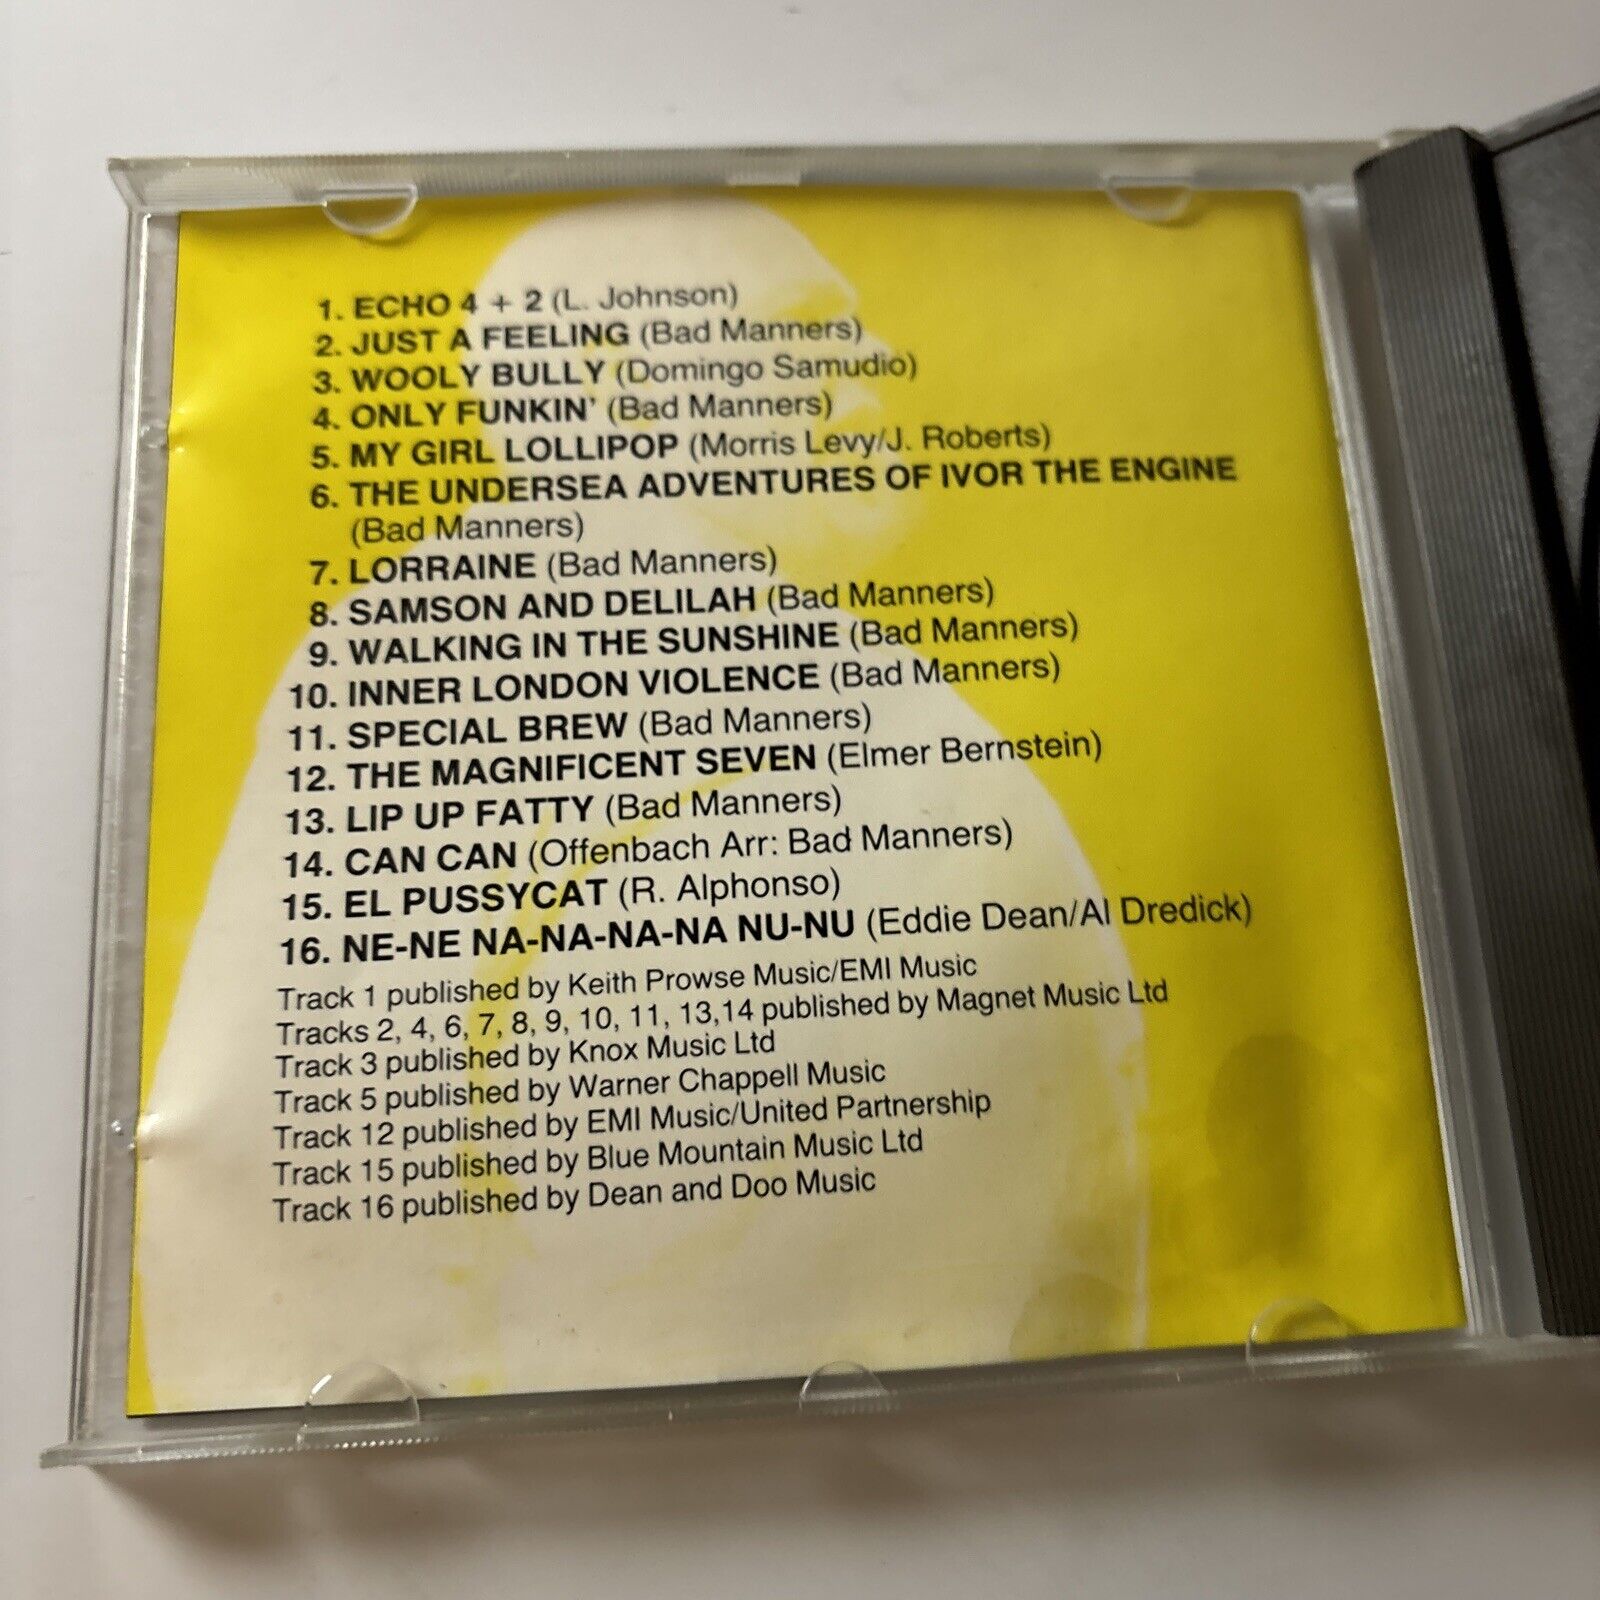 1. ECHO 4 + 2 (L. Johnson)
2. JUST A FEELING (Bad Manners)
3. WOOLY BULLY (Domingo Samudio)
4. ONLY FUNKIN' (Bad Manners)
5. MY GIRL LOLLIPOP (Morris Levy/J. Roberts)
6. THE UNDERSEA ADVENTURES OF IVOR THE ENGINE
(Bad Manners)
7. LORRAINE (Bad Manners)
8. SAMSON AND DELILAH (Bad Manners)
9. WALKING IN THE SUNSHINE (Bad Manners)
10. INNER LONDON VIOLENCE (Bad Manners)
11. SPECIAL BREW (Bad Manners)
12. THE MAGNIFICENT SEVEN (Elmer Bernstein)
13. LIP UP FATTY (Bad Manners)
14. CAN CAN (Offenbach Arr: Bad Manners)
15. EL PUSSYCAT (R. Alphonso)
16. NE-NE NA-NA-NA-NA NU-NU (Eddie Dean/Al Dredick)
Track 1 published by Keith Prowse Music/EMI Music
Tracks 2, 4, 6, 7, 8, 9, 10, 11, 13,14 published by Magnet Music Ltd
Track 3 published by Knox Music Ltd
Track 5 published by Warner Chappell Music
Track 12 published by EMI Music/United Partnership
Track 15 published by Blue Mountain Music Ltd
Track 16 published by Dean and Doo Music